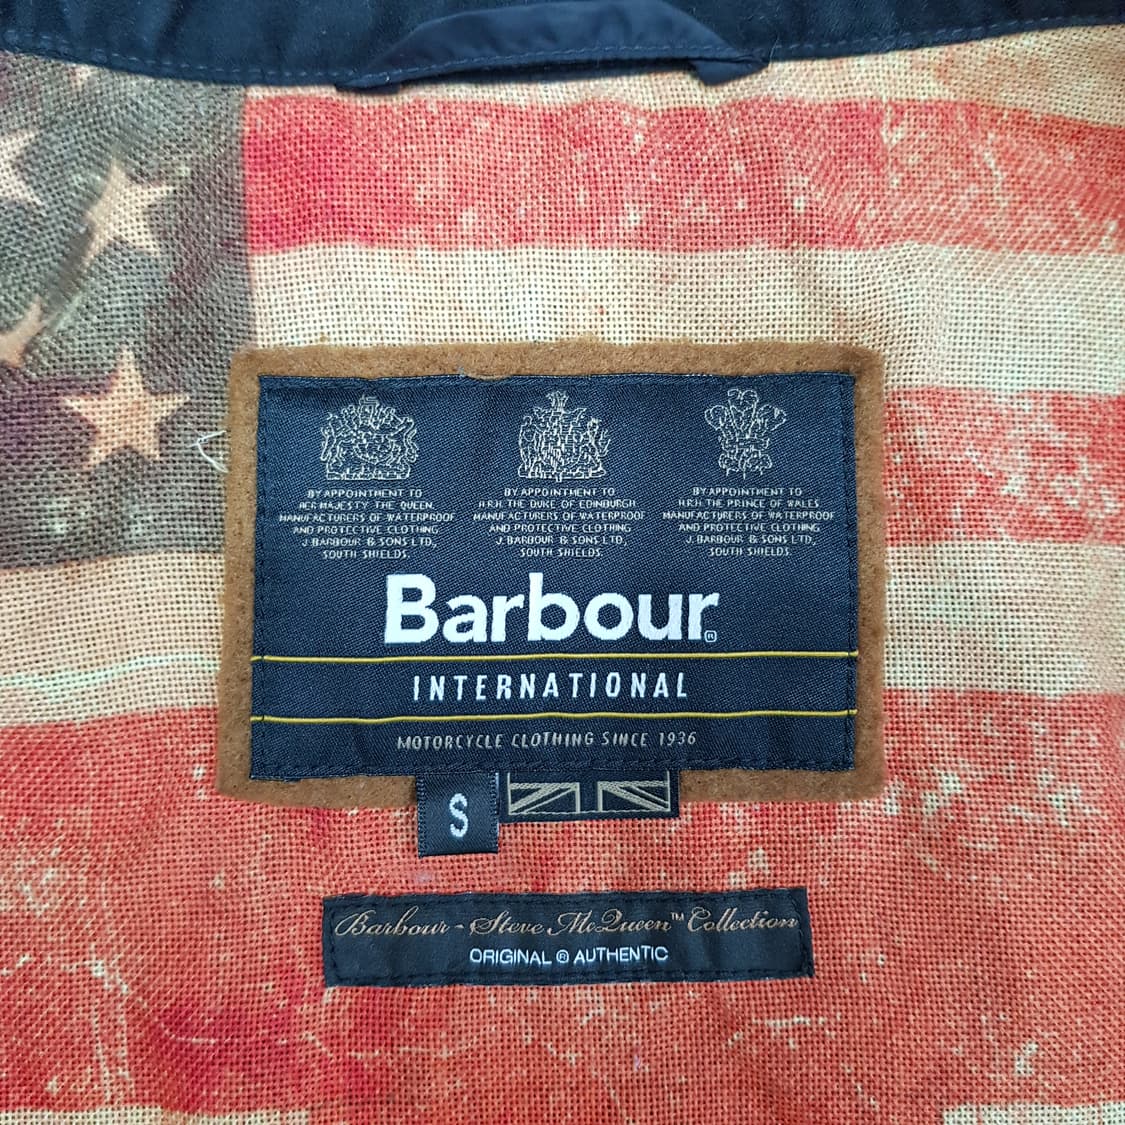 BY APPOINTMENT TO
HER MAJESTY THE QUEEN
MANUFACTURERS OF WATERPROOF
AND PROTECTIVE CLOTHING
J. BARBOUR & SONS LTD,
SOUTH SHIELDS.
BY APPOINTMENT TO
H.R.H. THE DUKE OF EDINBURGH
MANUFACTURERS OF WATERPROOF
AND PROTECTIVE CLOTHING
J. BARBOUR & SONS LTD,
SOUTH SHIELDS.
BY APPOINTMENT TO
H.R.H. THE PRINCE OF WALES
MANUFACTURERS OF WATERPROOF
AND PROTECTIVE CLOTHING
J. BARBOUR & SONS LTD,
SOUTH SHIELDS.
Barbour®
INTERNATIONAL
MOTORCYCLE CLOTHING SINCE 1936
S
Barbour - Steve McQueen™ Collection
ORIGINAL ® AUTHENTIC